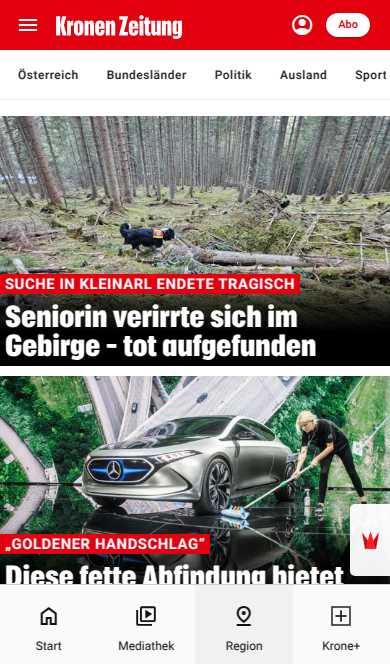 Kronen Zeitung
Abo
Österreich Bundesländer Politik Ausland Sport
SUCHE IN KLEINARL ENDETE TRAGISCH
Seniorin verirrte sich im
Gebirge – tot aufgefunden
„GOLDENER HANDSCHLAG“
Diese fette Abfindung bietet
Start Mediathek Region Krone+